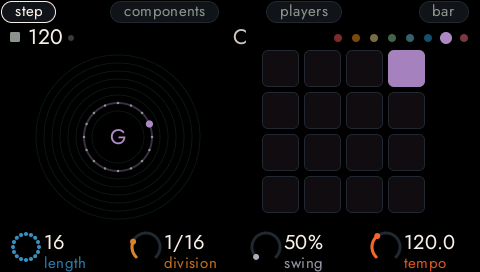 step components players bar
120 C
G
16 1/16 50% 120.0
length division swing tempo